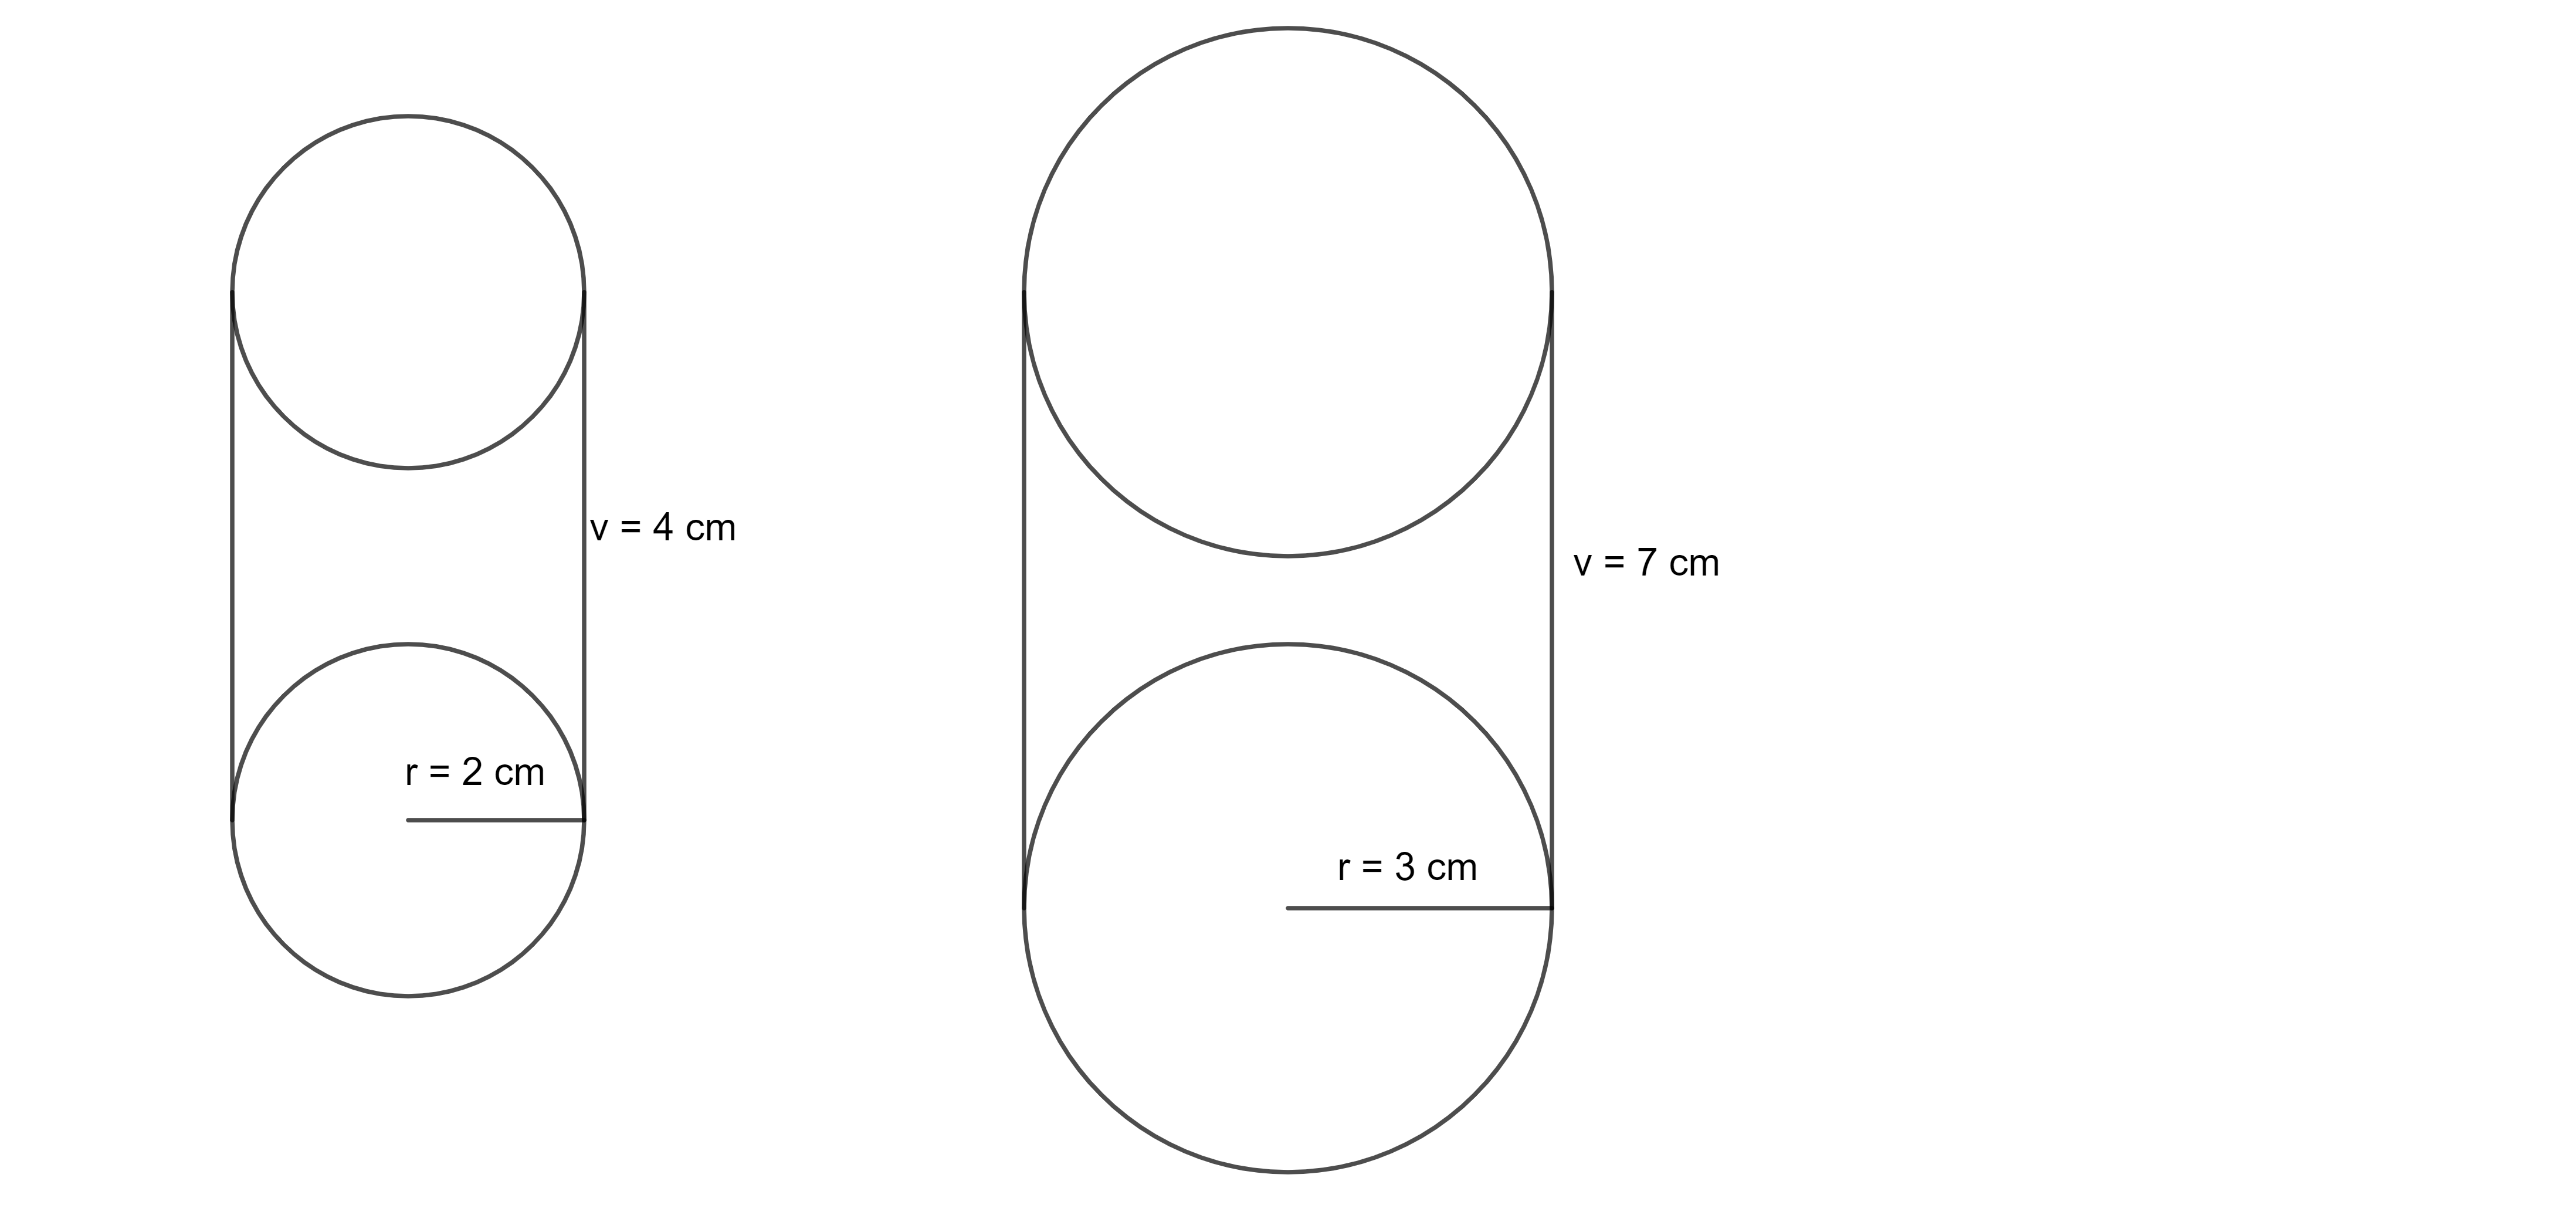 v = 4 cm
r = 2 cm
v = 7 cm
r = 3 cm